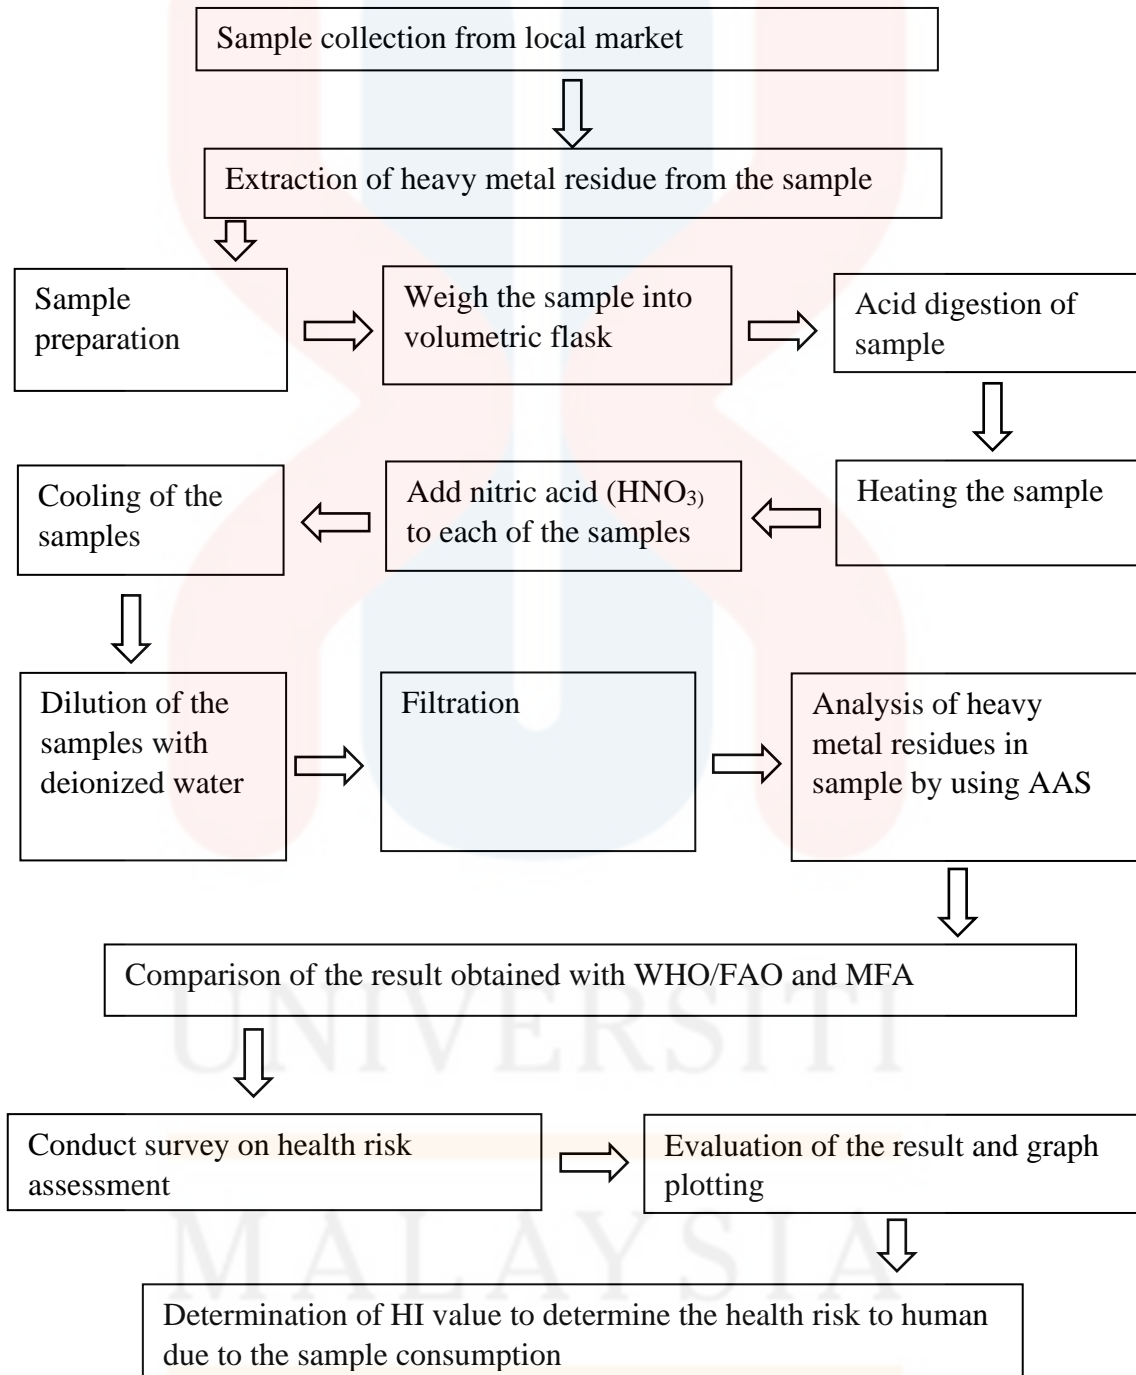 Sample collection from local market
Extraction of heavy metal residue from the sample
Sample
preparation
Weigh the sample into
volumetric flask
Acid digestion of
sample
Heating the sample
Add nitric acid (HNO₃)
to each of the samples
Cooling of the
samples
Dilution of the
samples with
deionized water
Filtration
Analysis of heavy
metal residues in
sample by using AAS
Comparison of the result obtained with WHO/FAO and MFA
UNIVERSITI
Conduct survey on health risk
assessment
Evaluation of the result and graph
plotting
MALAYSIA
Determination of HI value to determine the health risk to human
due to the sample consumption